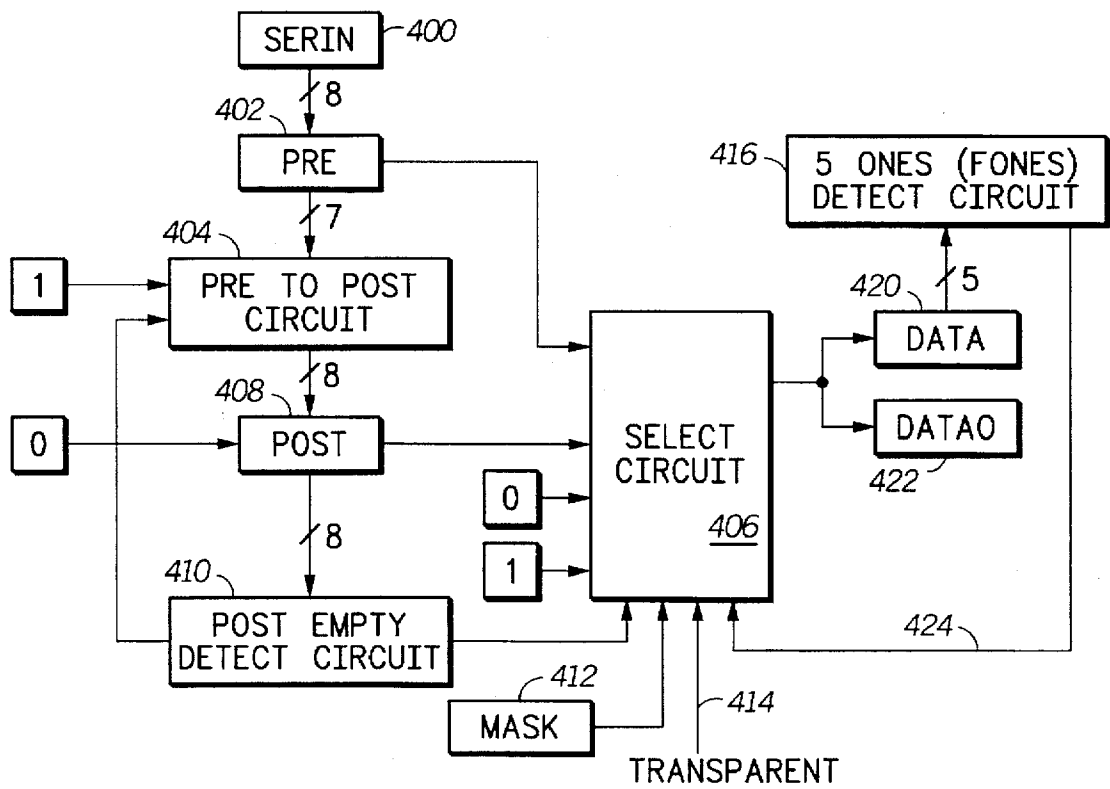 SERIN
400
8
402
PRE
7
404
1
PRE TO POST
CIRCUIT
8
408
0
POST
8
410
POST EMPTY
DETECT CIRCUIT
0
1
SELECT
CIRCUIT
406
412
MASK
414
TRANSPARENT
416
5 ONES (FONES)
DETECT CIRCUIT
5
420
DATA
DATAO
422
424